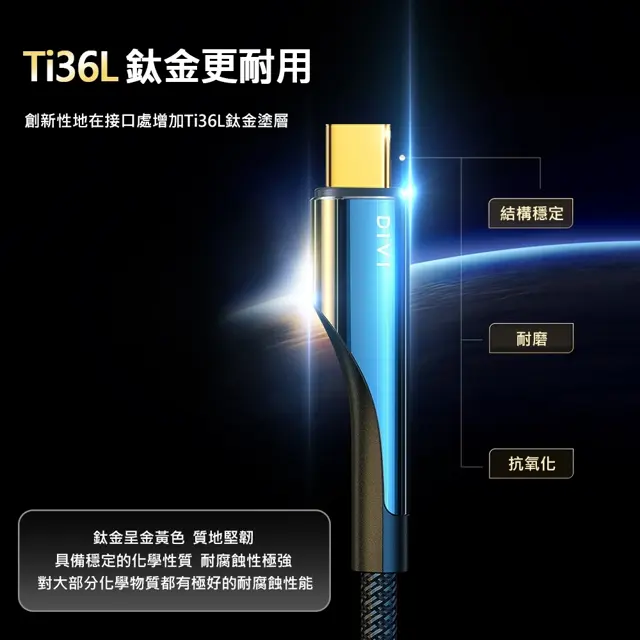 Ti36L 鈦金更耐用
創新性地在接口處增加Ti36L鈦金塗層
DIVI
結構穩定
耐磨
抗氧化
鈦金呈金黃色 質地堅韌
具備穩定的化學性質 耐腐蝕性極強
對大部分化學物質都有極好的耐腐蝕性能